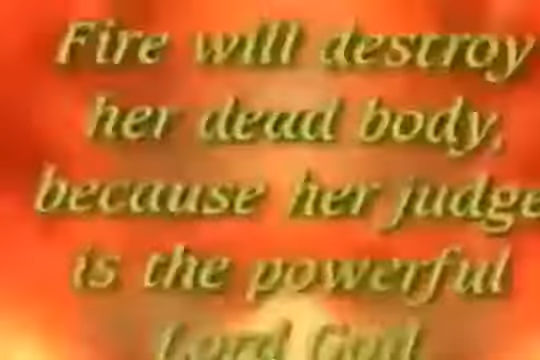 Fire will destroy
her dead body,
because her judge
is the powerful
Lord God